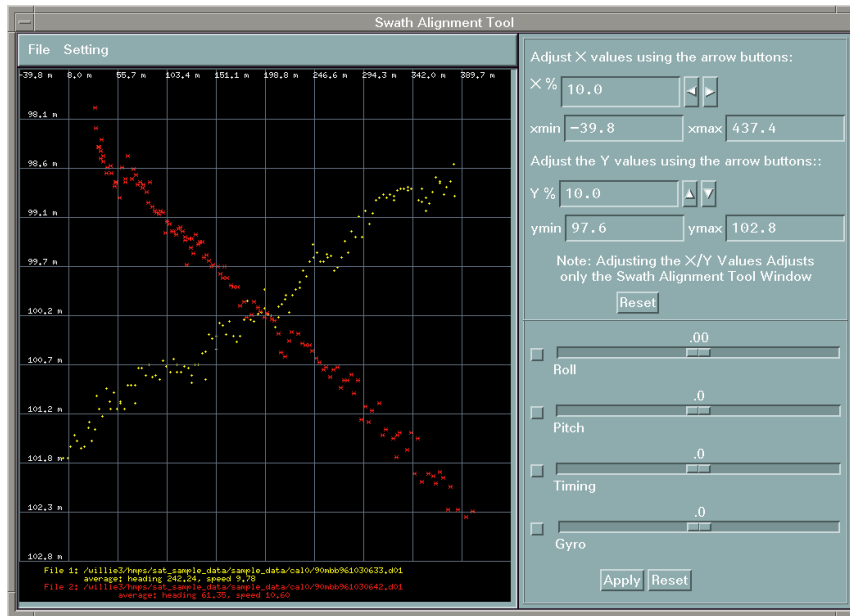 Swath Alignment Tool
File Setting
-39.8 m 8.0 m 55.7 m 103.4 m 151.1 m 198.8 m 246.6 m 294.3 m 342.0 m 389.7 m
98.1 m
98.6 m
99.1 m
99.7 m
100.2 m
100.7 m
101.2 m
101.8 m
102.3 m
102.8 m
File 1: /willie3/hmps/sat_sample_data/sample_data/cal0/90mbb961030633.d01
average: heading 242.24, speed 9.78
File 2: /willie3/hmps/sat_sample_data/sample_data/cal0/90mbb961030642.d01
average: heading 61.35, speed 10.60
Adjust X values using the arrow buttons:
X % 10.0
xmin -39.8 xmax 437.4
Adjust the Y values using the arrow buttons::
Y % 10.0
ymin 97.6 ymax 102.8
Note: Adjusting the X/Y Values Adjusts
only the Swath Alignment Tool Window
Reset
.00
Roll
.0
Pitch
.0
Timing
.0
Gyro
Apply Reset